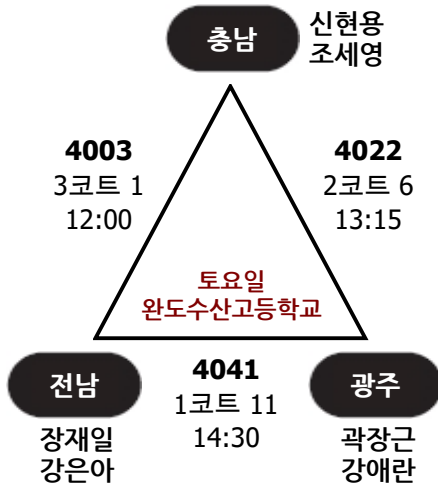 충남
신현용
조세영
4003
3코트 1
12:00
4022
2코트 6
13:15
토요일
완도수산고등학교
전남
장재일
강은아
4041
1코트 11
14:30
광주
곽장근
강애란